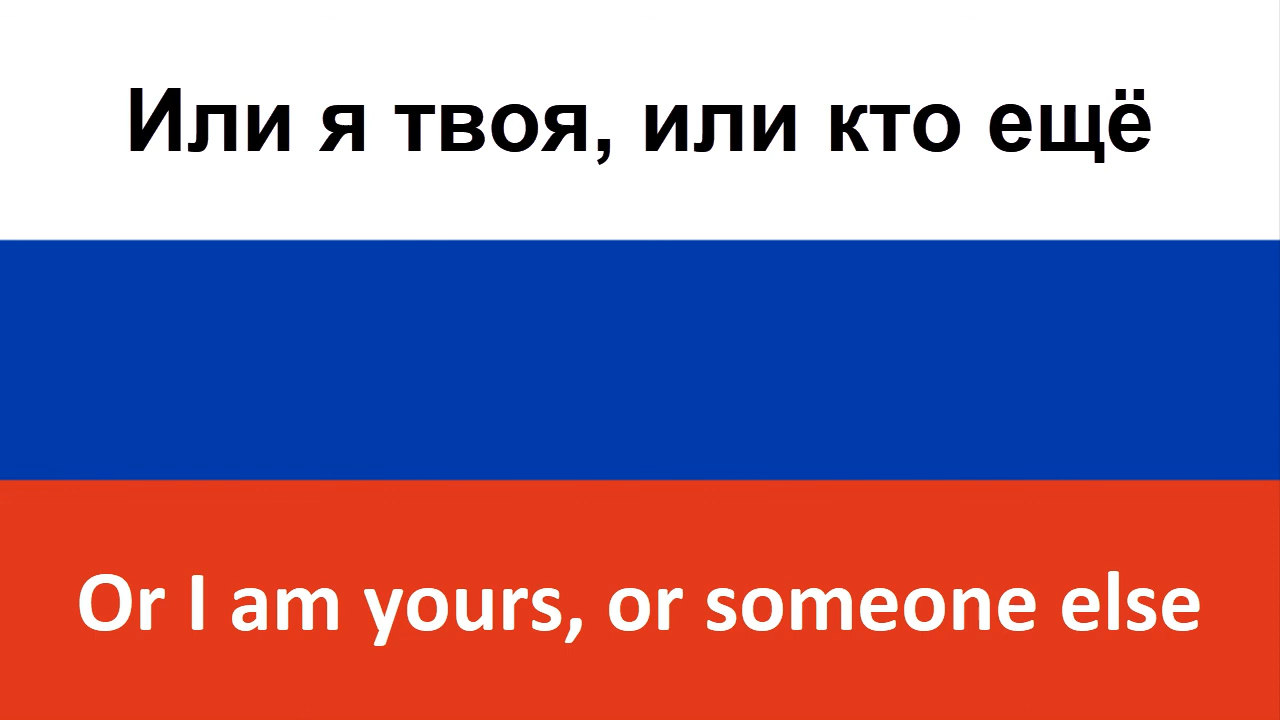 Или я твоя, или кто ещё
Or I am yours, or someone else